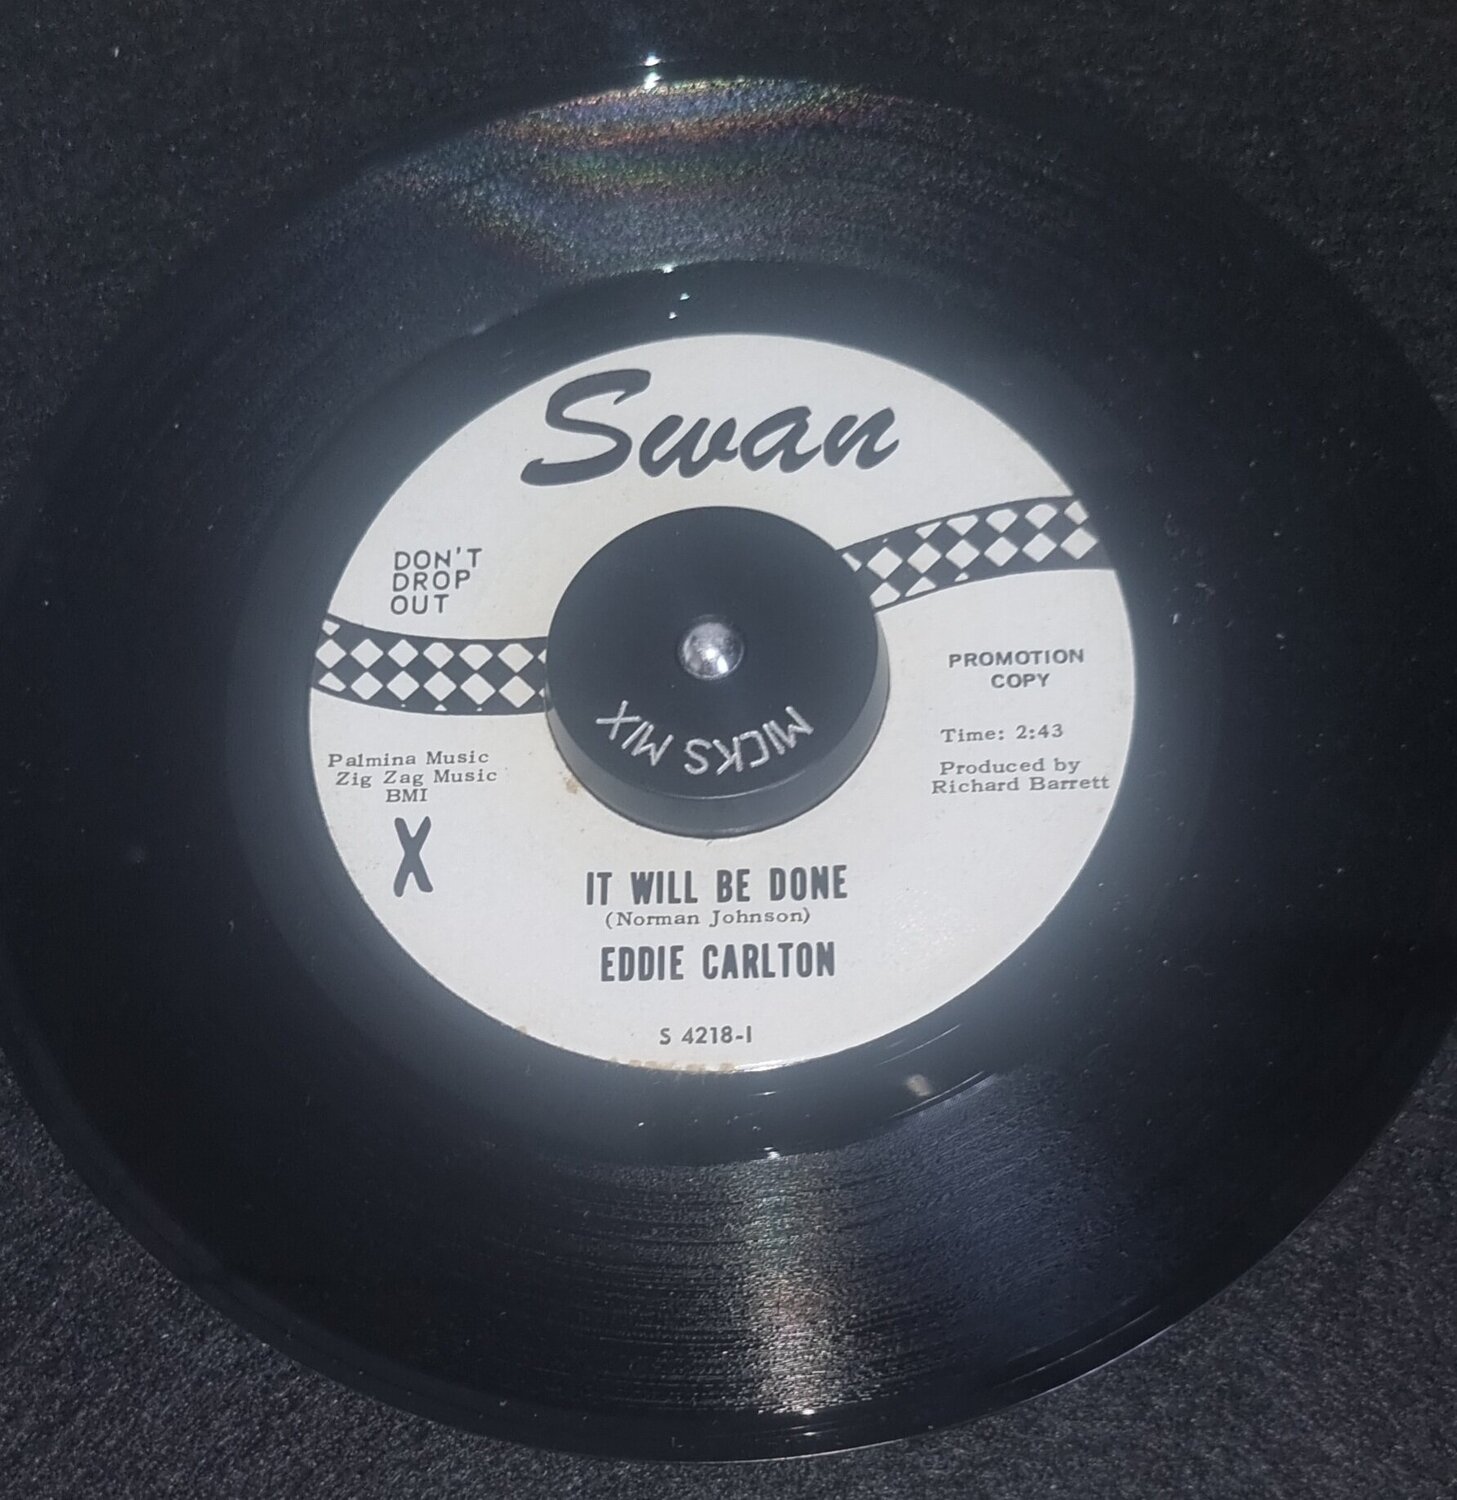 Swan
DON'T
DROP
OUT
PROMOTION
COPY
Time: 2:43
Produced by
Richard Barrett
Palmina Music
Zig Zag Music
BMI
X
MICKS MIX
IT WILL BE DONE
(Norman Johnson)
EDDIE CARLTON
S 4218-I